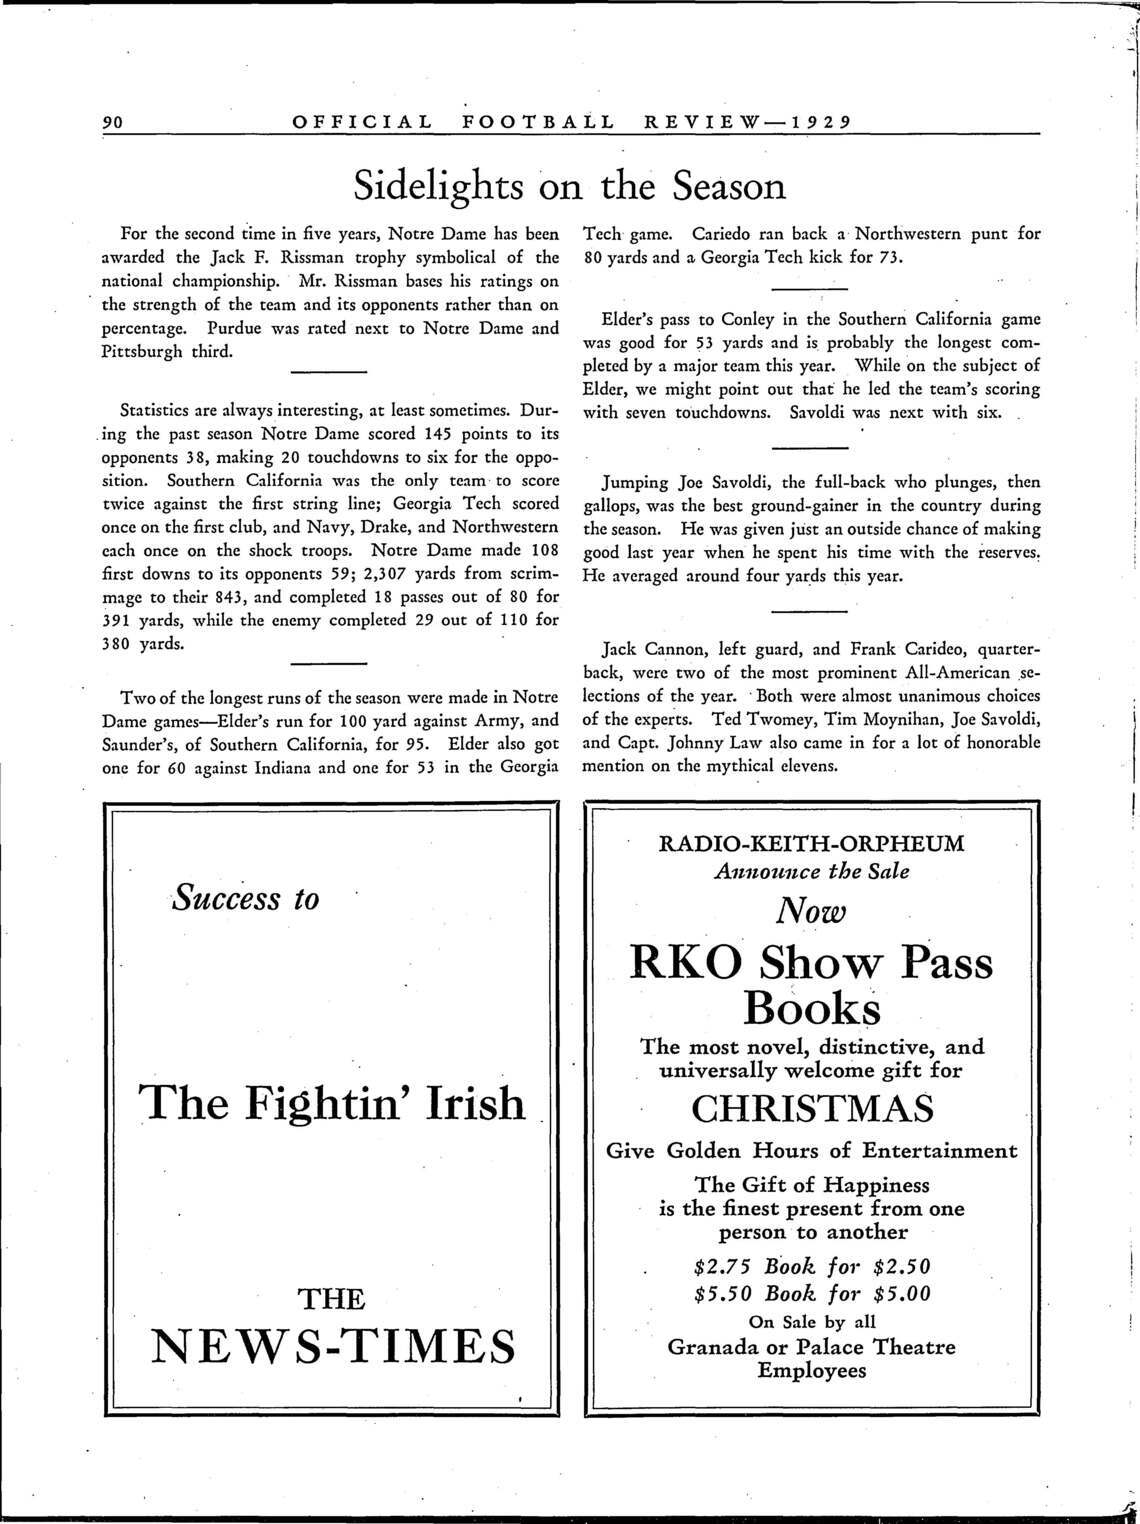 90
OFFICIAL FOOTBALL REVIEW—1929
Sidelights on the Season
For the second time in five years, Notre Dame has been
awarded the Jack F. Rissman trophy symbolical of the
national championship. Mr. Rissman bases his ratings on
the strength of the team and its opponents rather than on
percentage. Purdue was rated next to Notre Dame and
Pittsburgh third.
Statistics are always interesting, at least sometimes. Dur-
ing the past season Notre Dame scored 145 points to its
opponents 38, making 20 touchdowns to six for the oppo-
sition. Southern California was the only team to score
twice against the first string line; Georgia Tech scored
once on the first club, and Navy, Drake, and Northwestern
each once on the shock troops. Notre Dame made 108
first downs to its opponents 59; 2,307 yards from scrim-
mage to their 843, and completed 18 passes out of 80 for
391 yards, while the enemy completed 29 out of 110 for
380 yards.
Two of the longest runs of the season were made in Notre
Dame games—Elder's run for 100 yard against Army, and
Saunder's, of Southern California, for 95. Elder also got
one for 60 against Indiana and one for 53 in the Georgia
Tech game. Cariedo ran back a Northwestern punt for
80 yards and a Georgia Tech kick for 73.
Elder's pass to Conley in the Southern California game
was good for 53 yards and is probably the longest com-
pleted by a major team this year. While on the subject of
Elder, we might point out that he led the team's scoring
with seven touchdowns. Savoldi was next with six.
Jumping Joe Savoldi, the full-back who plunges, then
gallops, was the best ground-gainer in the country during
the season. He was given just an outside chance of making
good last year when he spent his time with the reserves.
He averaged around four yards this year.
Jack Cannon, left guard, and Frank Carideo, quarter-
back, were two of the most prominent All-American se-
lections of the year. Both were almost unanimous choices
of the experts. Ted Twomey, Tim Moynihan, Joe Savoldi,
and Capt. Johnny Law also came in for a lot of honorable
mention on the mythical elevens.
Success to
The Fightin' Irish
THE
NEWS-TIMES
RADIO-KEITH-ORPHEUM
Announce the Sale
Now
RKO Show Pass
Books
The most novel, distinctive, and
universally welcome gift for
CHRISTMAS
Give Golden Hours of Entertainment
The Gift of Happiness
is the finest present from one
person to another
$2.75 Book for $2.50
$5.50 Book for $5.00
On Sale by all
Granada or Palace Theatre
Employees